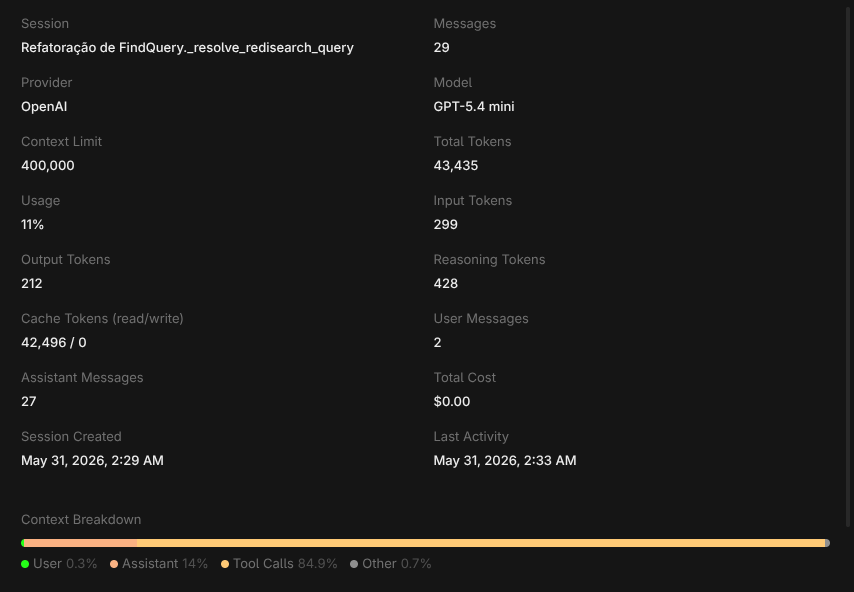 Session
Refatoração de FindQuery._resolve_redisearch_query
Messages
29
Provider
OpenAI
Model
GPT-5.4 mini
Context Limit
400,000
Total Tokens
43,435
Usage
11%
Input Tokens
299
Output Tokens
212
Reasoning Tokens
428
Cache Tokens (read/write)
42,496 / 0
User Messages
2
Assistant Messages
27
Total Cost
$0.00
Session Created
May 31, 2026, 2:29 AM
Last Activity
May 31, 2026, 2:33 AM
Context Breakdown
User 0.3% Assistant 14% Tool Calls 84.9% Other 0.7%